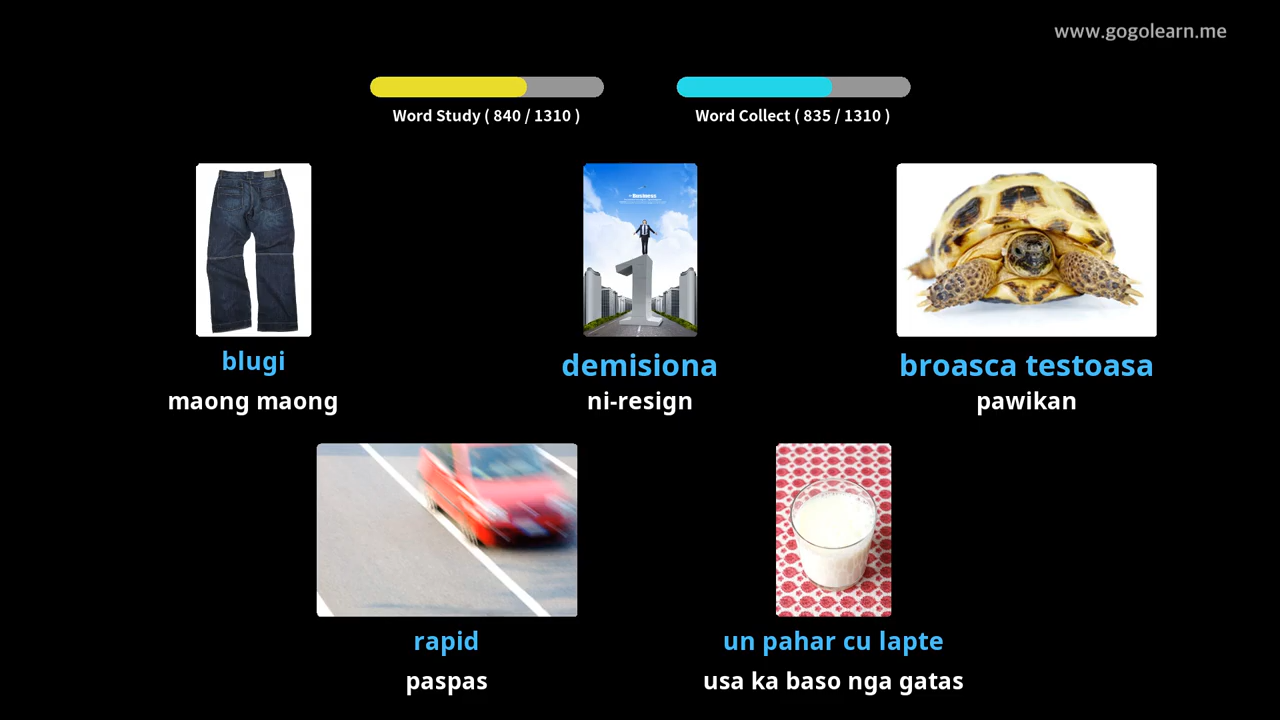 www.gogolearn.me
Word Study ( 840 / 1310 )
Word Collect ( 835 / 1310 )
Business
blugi
demisiona
broasca testoasa
maong maong
ni-resign
pawikan
rapid
un pahar cu lapte
paspas
usa ka baso nga gatas